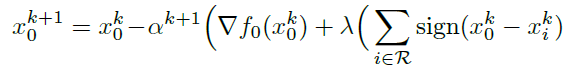 x_0^{k+1} = x_0^k − α^{k+1}(∇f_0(x_0^k) + λ(∑_{i∈ℛ} sign(x_0^k − x_i^k)